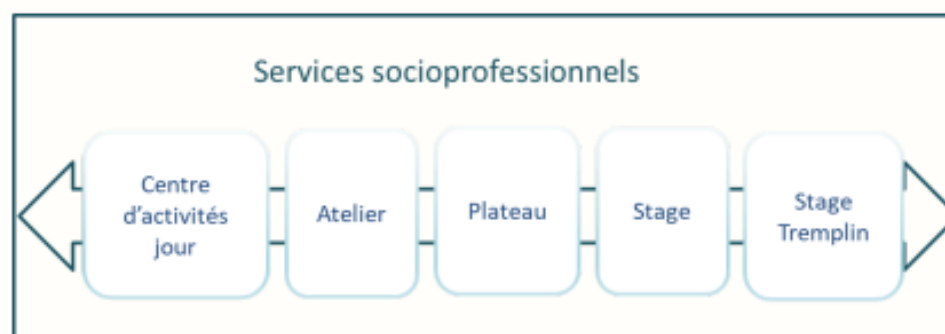 Services socioprofessionnels
Centre
d'activités
jour
Atelier
Plateau
Stage
Stage
Tremplin